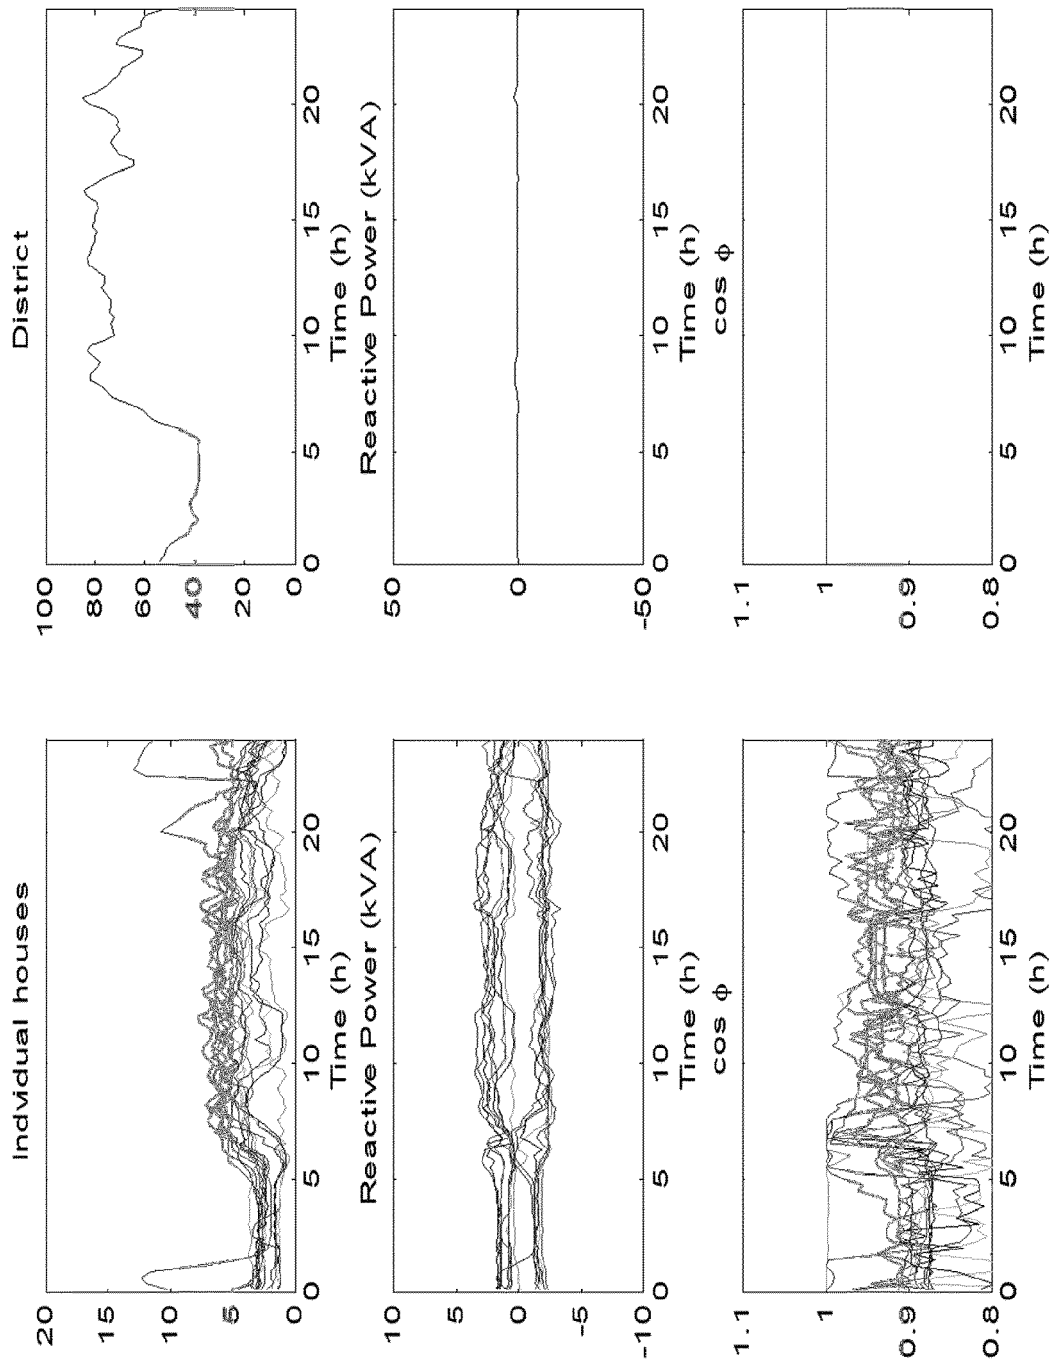 Indvidual houses
District
20
15
10
5
0
0 5 10 15 20
Time (h)
100
80
60
40
20
0
0 5 10 15 20
Time (h)
Reactive Power (kVA)
10
5
0
-5
-10
0 5 10 15 20
Time (h)
Reactive Power (kVA)
50
0
-50
0 5 10 15 20
Time (h)
cos ϕ
1.1
1
0.9
0.8
0 5 10 15 20
Time (h)
cos ϕ
1.1
1
0.9
0.8
0 5 10 15 20
Time (h)